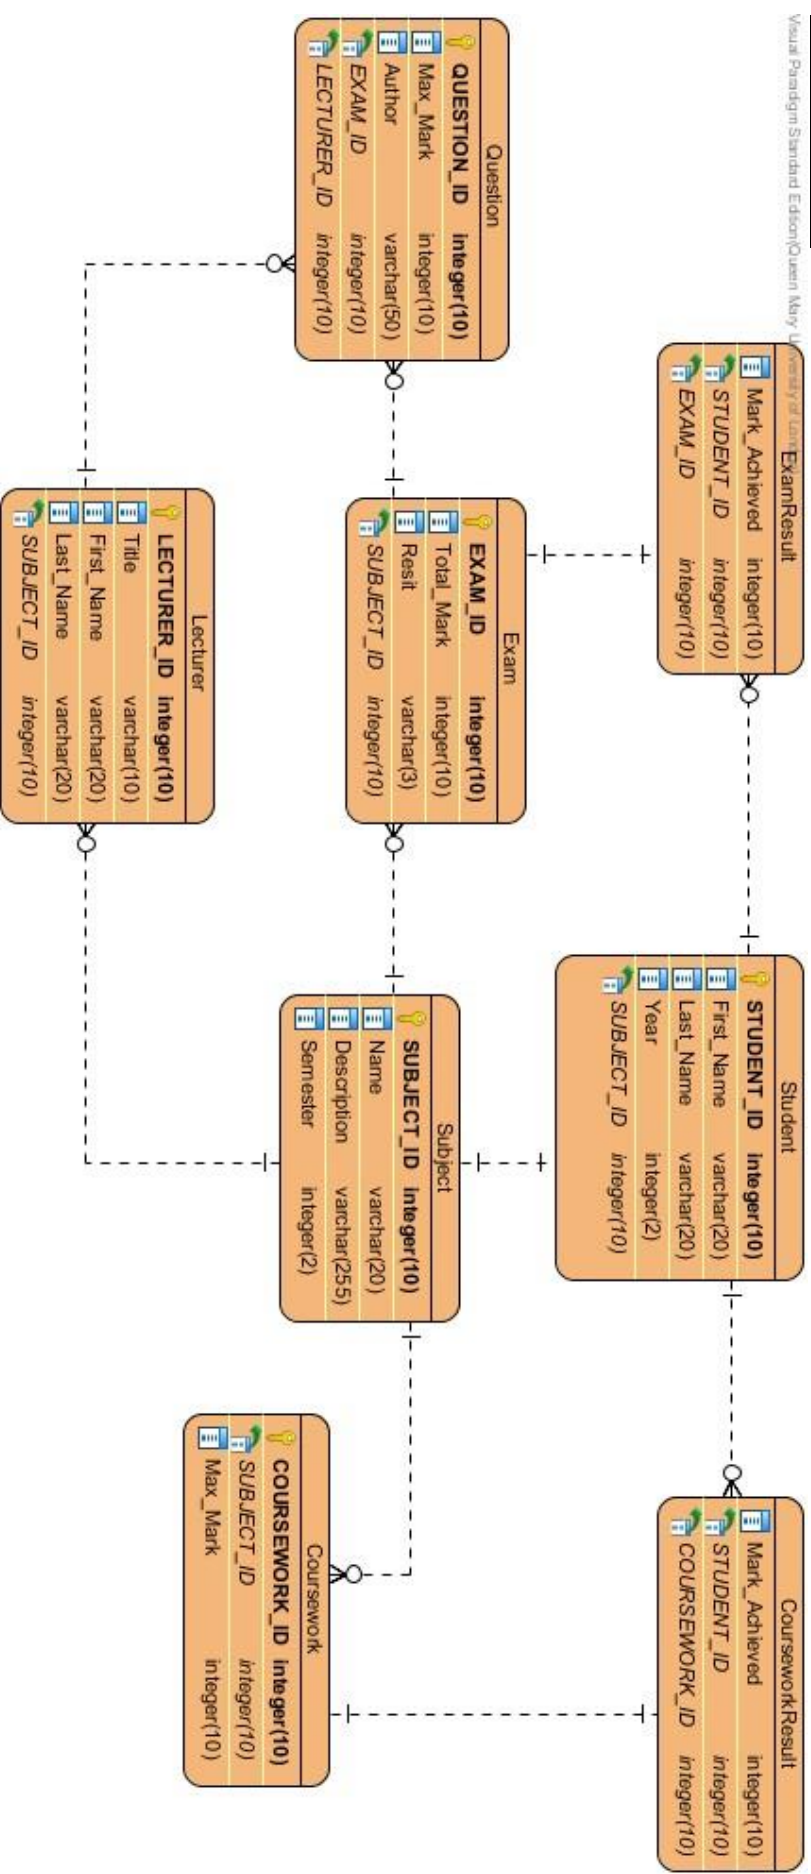 Visual Paradigm Standard Edition(Queen Mary University of London)
ExamResult
Mark_Achieved integer(10)
STUDENT_ID integer(10)
EXAM_ID integer(10)
Student
STUDENT_ID integer(10)
First_Name varchar(20)
Last_Name varchar(20)
Year integer(2)
SUBJECT_ID integer(10)
CourseworkResult
Mark_Achieved integer(10)
STUDENT_ID integer(10)
COURSEWORK_ID integer(10)
Question
QUESTION_ID integer(10)
Max_Mark integer(10)
Author varchar(50)
EXAM_ID integer(10)
LECTURER_ID integer(10)
Exam
EXAM_ID integer(10)
Total_Mark integer(10)
Resit varchar(3)
SUBJECT_ID integer(10)
Subject
SUBJECT_ID integer(10)
Name varchar(20)
Description varchar(255)
Semester integer(2)
Coursework
COURSEWORK_ID integer(10)
SUBJECT_ID integer(10)
Max_Mark integer(10)
Lecturer
LECTURER_ID integer(10)
Title varchar(10)
First_Name varchar(20)
Last_Name varchar(20)
SUBJECT_ID integer(10)